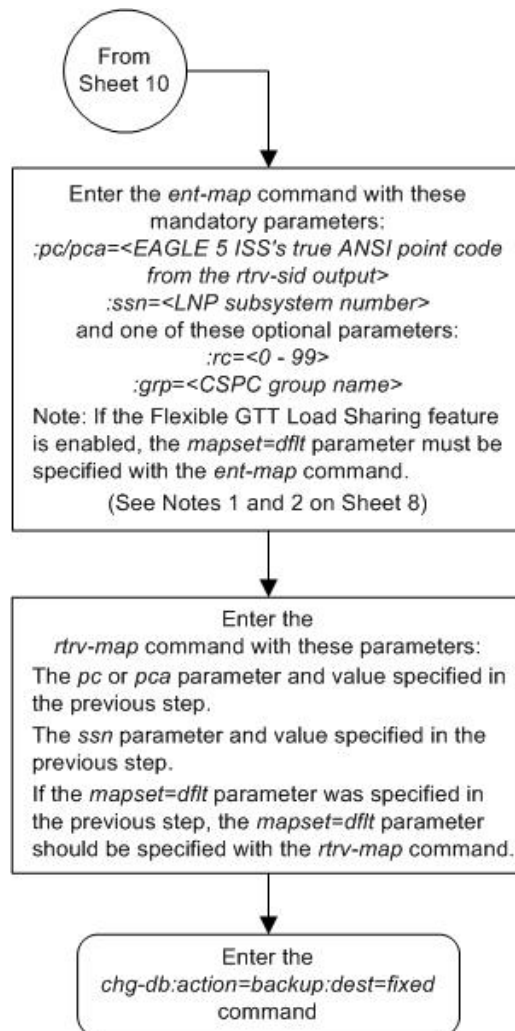 From
Sheet 10
Enter the ent-map command with these
mandatory parameters:
:pc/pca=<EAGLE 5 ISS's true ANSI point code
from the rtrv-sid output>
:ssn=<LNP subsystem number>
and one of these optional parameters:
:rc=<0 - 99>
:grp=<CSPC group name>
Note: If the Flexible GTT Load Sharing feature
is enabled, the mapset=dflt parameter must be
specified with the ent-map command.
(See Notes 1 and 2 on Sheet 8)
Enter the
rtrv-map command with these parameters:
The pc or pca parameter and value specified in
the previous step.
The ssn parameter and value specified in the
previous step.
If the mapset=dflt parameter was specified in
the previous step, the mapset=dflt parameter
should be specified with the rtrv-map command.
Enter the
chg-db:action=backup:dest=fixed
command